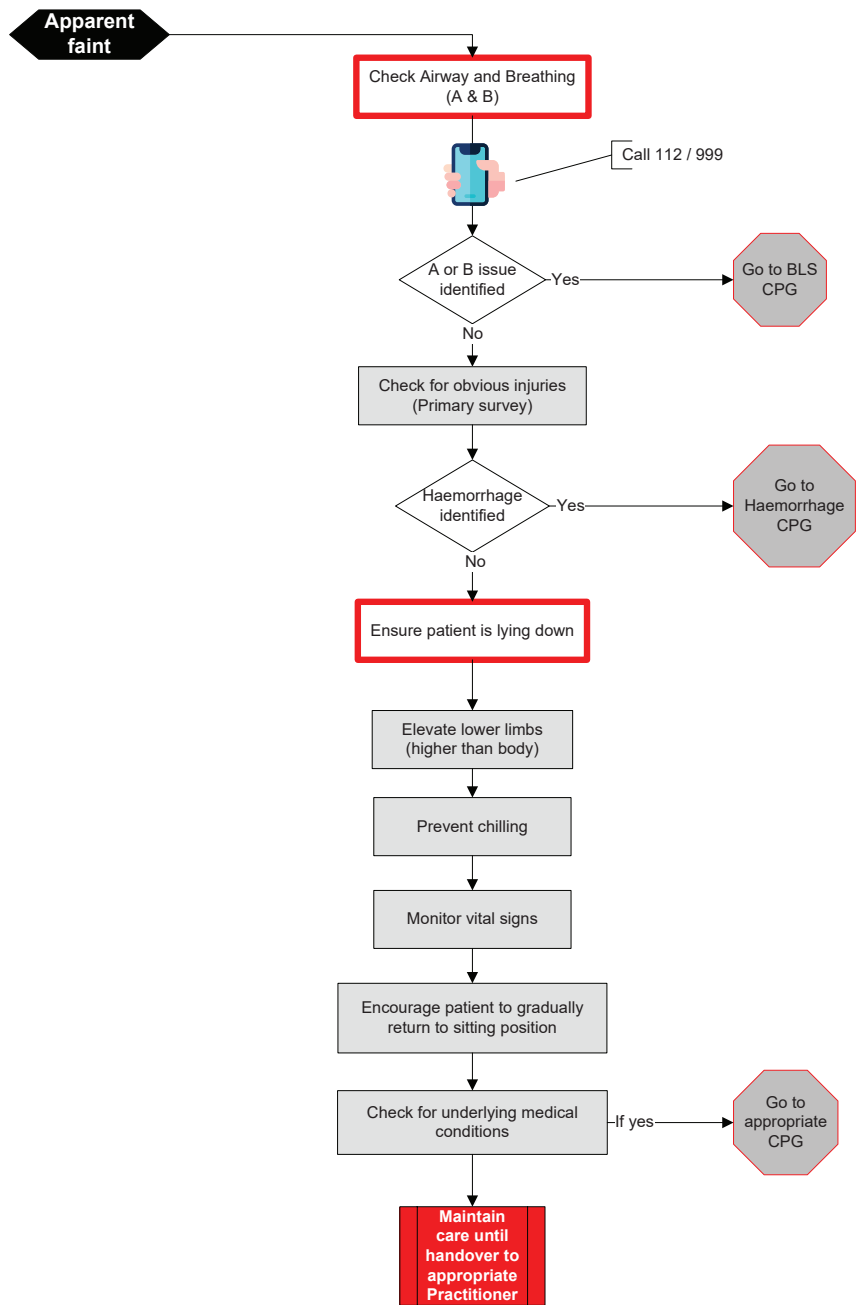 Apparent
faint
Check Airway and Breathing
(A & B)
Call 112 / 999
A or B issue
identified
Yes
Go to BLS
CPG
No
Check for obvious injuries
(Primary survey)
Haemorrhage
identified
Yes
Go to
Haemorrhage
CPG
No
Ensure patient is lying down
Elevate lower limbs
(higher than body)
Prevent chilling
Monitor vital signs
Encourage patient to gradually
return to sitting position
Check for underlying medical
conditions
If yes
Go to
appropriate
CPG
Maintain
care until
handover to
appropriate
Practitioner